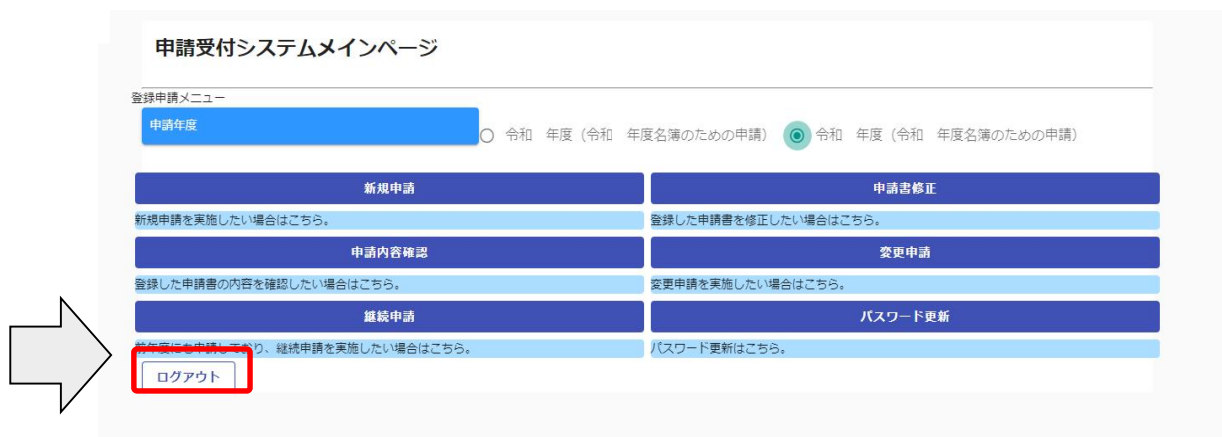 申請受付システムメインページ
登録申請メニュー
申請年度
令和　年度（令和　年度名簿のための申請） 令和　年度（令和　年度名簿のための申請）
新規申請 申請書修正
新規申請を実施したい場合はこちら。 登録した申請書を修正したい場合はこちら。
申請内容確認 変更申請
登録した申請書の内容を確認したい場合はこちら。 変更申請を実施したい場合はこちら。
継続申請 パスワード更新
前年度にも申請しており、継続申請を実施したい場合はこちら。 パスワード更新はこちら。
ログアウト